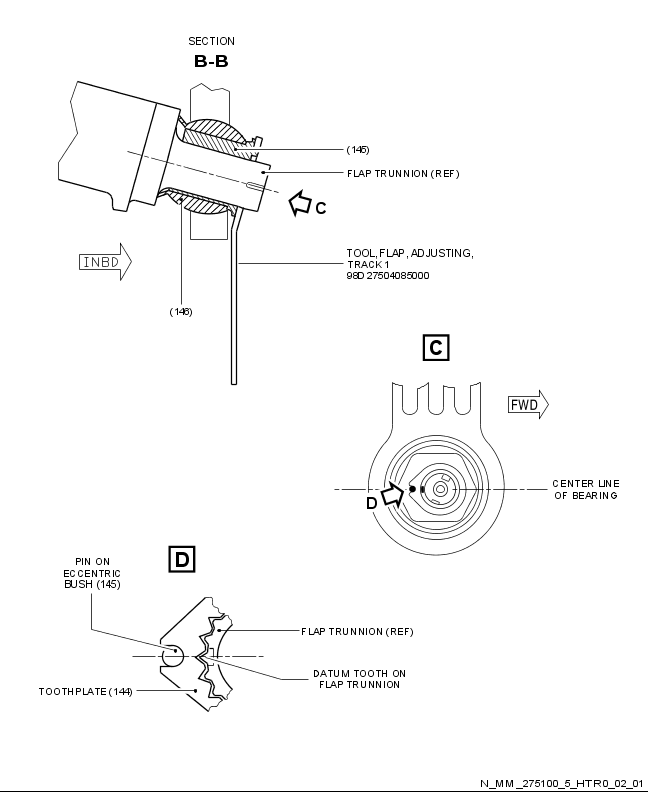 SECTION
B-B
(146)
FLAP TRUNNION (REF)
C
INBD
TOOL, FLAP, ADJUSTING,
TRACK 1
98D27504085000
(146)
C
FWD
CENTER LINE
OF BEARING
D
D
PIN ON
ECCENTRIC
BUSH (145)
FLAP TRUNNION (REF)
DATUM TOOTH ON
FLAP TRUNNION
TOOTHPLATE (144)
N_MM_275100_5_HTR0_02_01